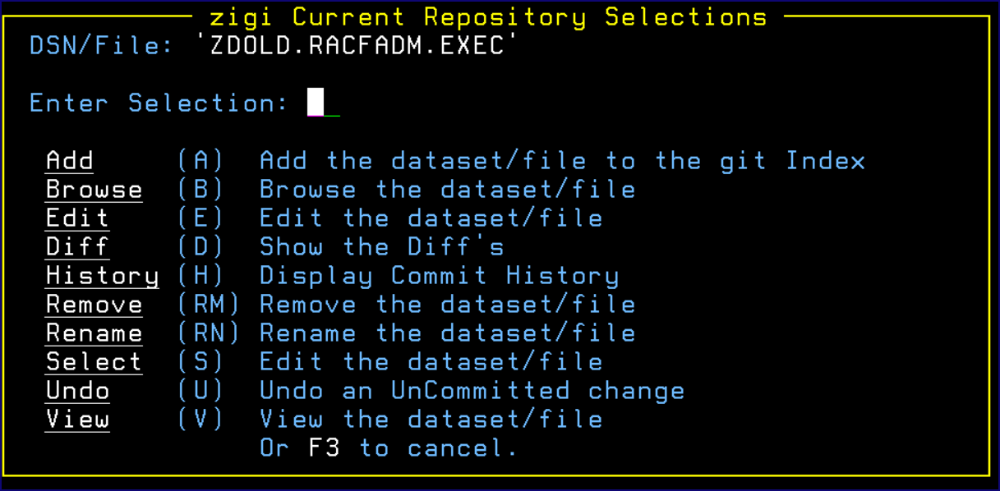 zigi Current Repository Selections
DSN/File: 'ZDOLD.RACFADM.EXEC'
Enter Selection:
Add (A) Add the dataset/file to the git Index
Browse (B) Browse the dataset/file
Edit (E) Edit the dataset/file
Diff (D) Show the Diff's
History (H) Display Commit History
Remove (RM) Remove the dataset/file
Rename (RN) Rename the dataset/file
Select (S) Edit the dataset/file
Undo (U) Undo an UnCommitted change
View (V) View the dataset/file
Or F3 to cancel.